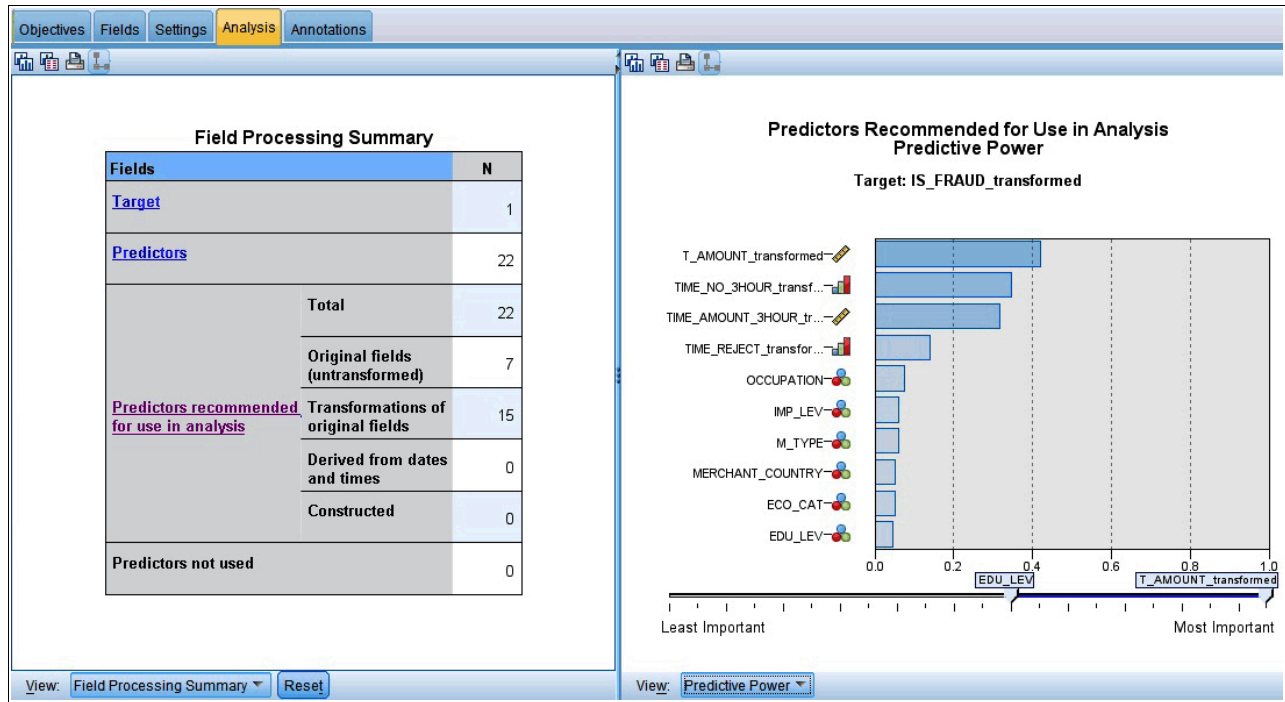 Objectives
Fields
Settings
Analysis
Annotations
Field Processing Summary
Fields N
Target 1
Predictors 22
Predictors recommended
for use in analysis
Total 22
Original fields
(untransformed) 7
Transformations of
original fields 15
Derived from dates
and times 0
Constructed 0
Predictors not used 0
View: Field Processing Summary Reset
Predictors Recommended for Use in Analysis
Predictive Power
Target: IS_FRAUD_transformed
T_AMOUNT_transformed
TIME_NO_3HOUR_transf...
TIME_AMOUNT_3HOUR_tr...
TIME_REJECT_transfor...
OCCUPATION
IMP_LEV
M_TYPE
MERCHANT_COUNTRY
ECO_CAT
EDU_LEV
0.0 0.2 0.4 0.6 0.8 1.0
EDU_LEV T_AMOUNT_transformed
Least Important Most Important
View: Predictive Power